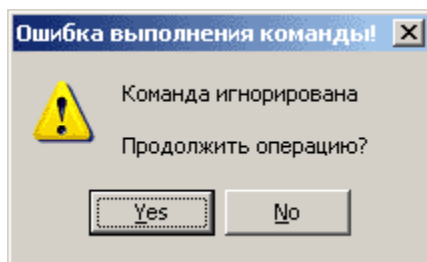 Ошибка выполнения команды!
Команда игнорирована
Продолжить операцию?
Yes No